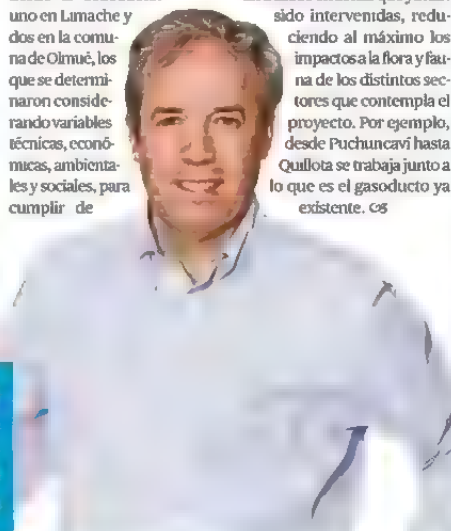 uno en Limache y
dos en la comu-
na de Olmué, los
que se determi-
naron conside-
rando variables
técnicas, econó-
micas, ambienta-
les y sociales, para
cumplir de
sido intervenidas, redu-
ciendo al máximo los
impactos a la flora y fau-
na de los distintos sec-
tores que contempla el
proyecto. Por ejemplo,
desde Puchuncaví hasta
Quillota se trabaja junto a
lo que es el gasoducto ya
existente.